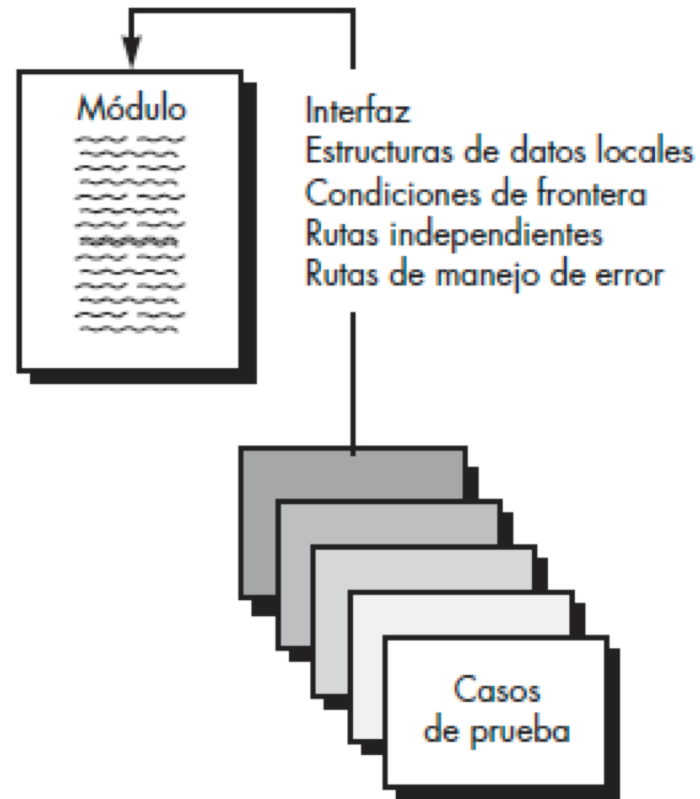 Módulo
Interfaz
Estructuras de datos locales
Condiciones de frontera
Rutas independientes
Rutas de manejo de error
Casos
de prueba